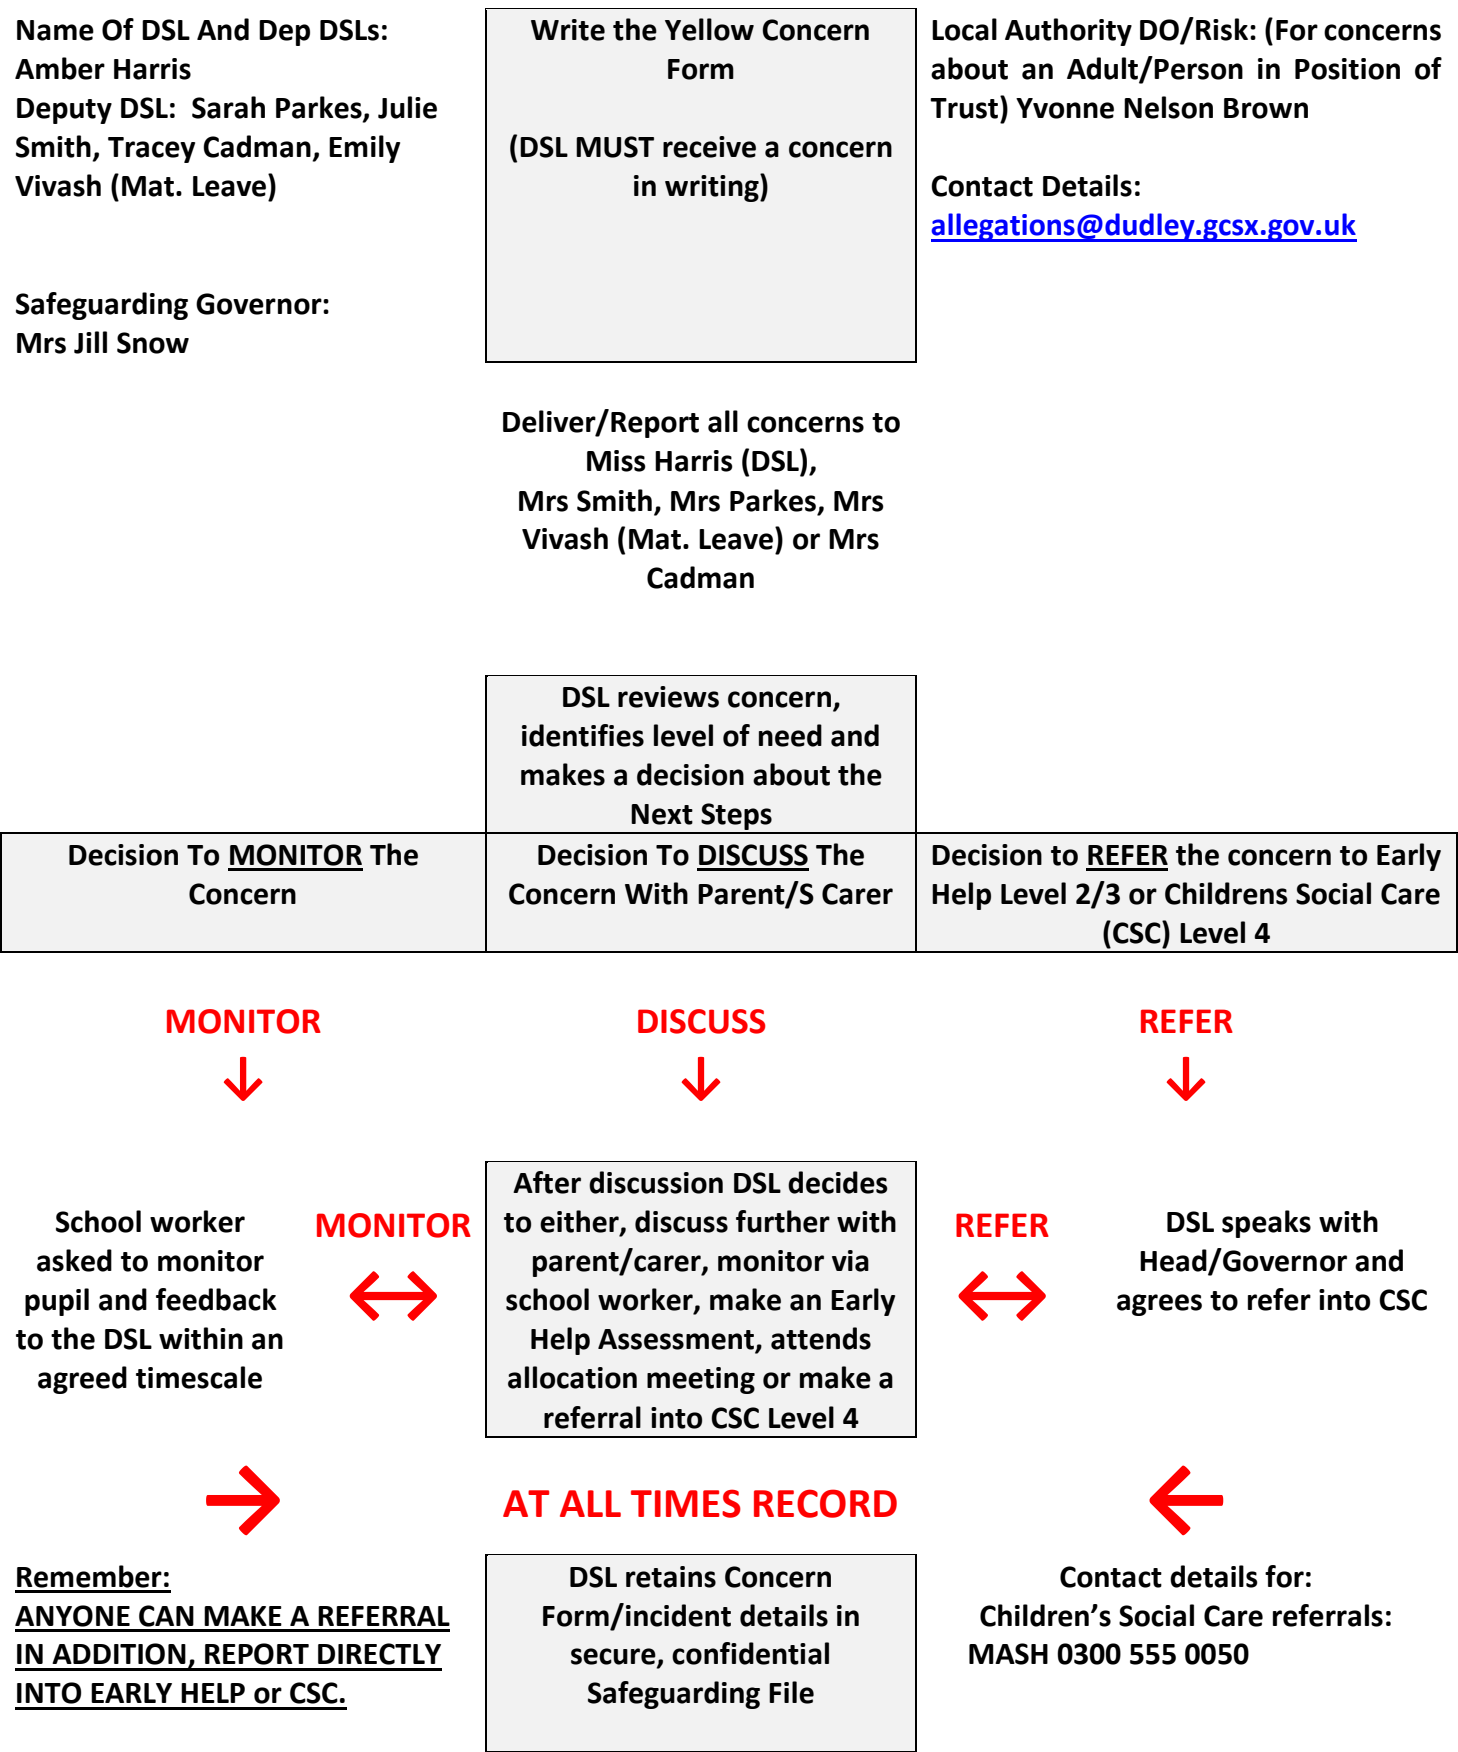 Name Of DSL And Dep DSLs:
Amber Harris
Deputy DSL:  Sarah Parkes, Julie
Smith, Tracey Cadman, Emily
Vivash (Mat. Leave)
Safeguarding Governor:
Mrs Jill Snow
Write the Yellow Concern
Form
(DSL MUST receive a concern
in writing)
Local Authority DO/Risk: (For concerns
about an Adult/Person in Position of
Trust) Yvonne Nelson Brown
Contact Details:
allegations@dudley.gcsx.gov.uk
Deliver/Report all concerns to
Miss Harris (DSL),
Mrs Smith, Mrs Parkes, Mrs
Vivash (Mat. Leave) or Mrs
Cadman
DSL reviews concern,
identifies level of need and
makes a decision about the
Next Steps
Decision To MONITOR The
Concern
Decision To DISCUSS The
Concern With Parent/S Carer
Decision to REFER the concern to Early
Help Level 2/3 or Childrens Social Care
(CSC) Level 4
MONITOR
DISCUSS
REFER
School worker
asked to monitor
pupil and feedback
to the DSL within an
agreed timescale
MONITOR
After discussion DSL decides
to either, discuss further with
parent/carer, monitor via
school worker, make an Early
Help Assessment, attends
allocation meeting or make a
referral into CSC Level 4
REFER
DSL speaks with
Head/Governor and
agrees to refer into CSC
AT ALL TIMES RECORD
Remember:
ANYONE CAN MAKE A REFERRAL
IN ADDITION, REPORT DIRECTLY
INTO EARLY HELP or CSC.
DSL retains Concern
Form/incident details in
secure, confidential
Safeguarding File
Contact details for:
Children’s Social Care referrals:
MASH 0300 555 0050